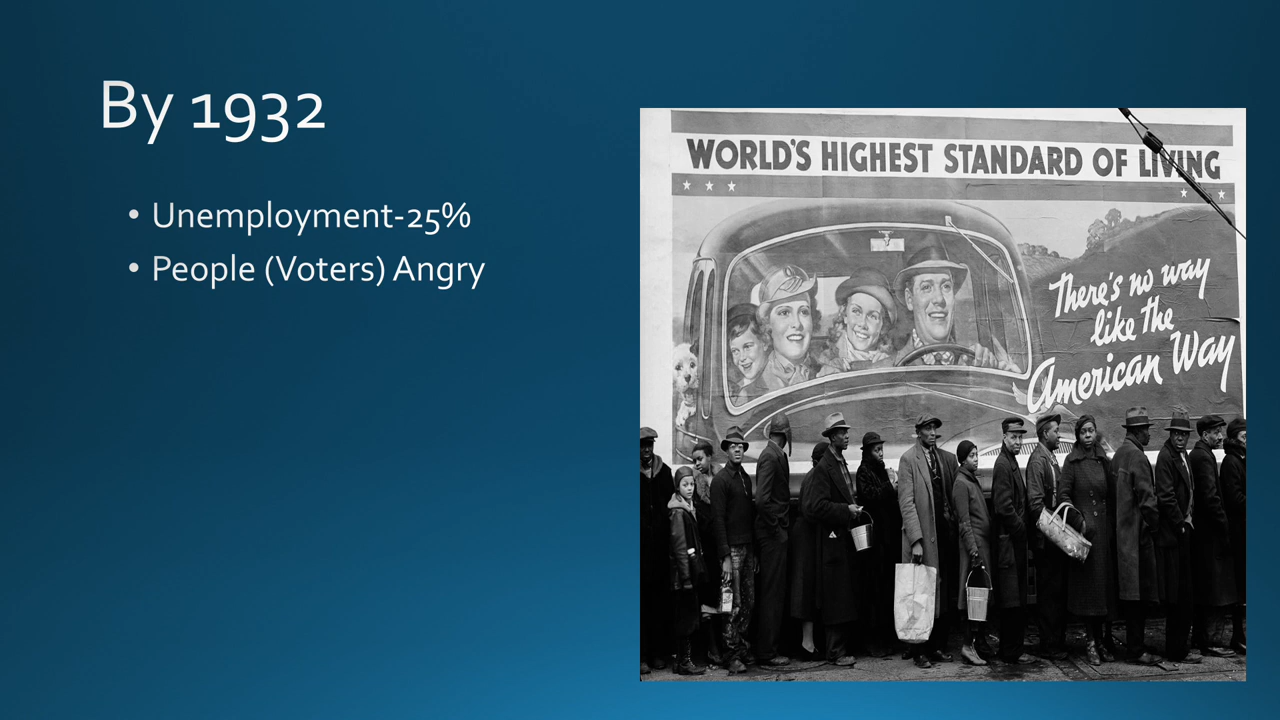 By 1932
Unemployment-25%
People (Voters) Angry
WORLD'S HIGHEST STANDARD OF LIVING
There's no way
like the
American Way